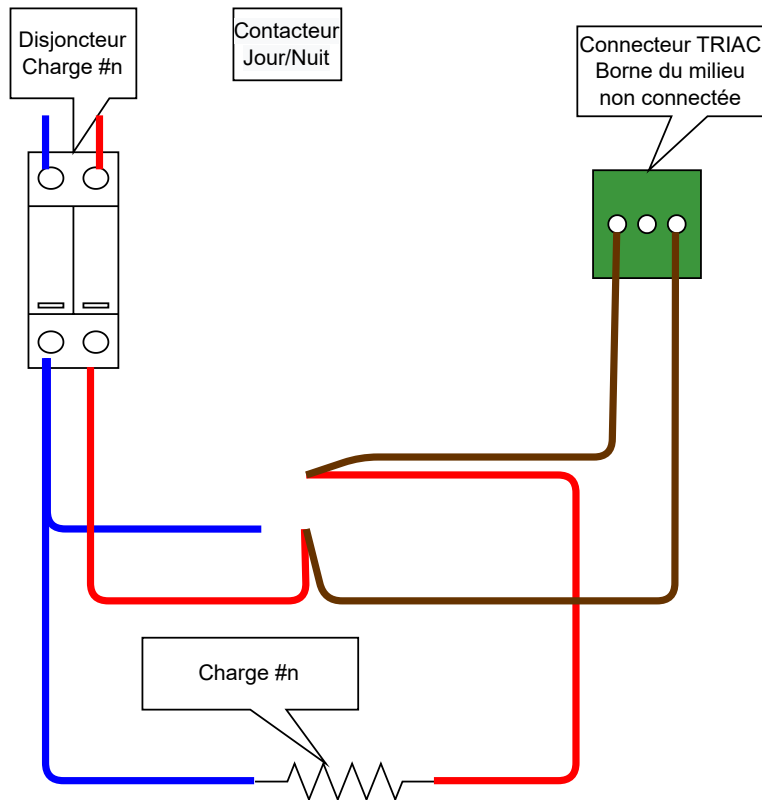 Disjoncteur
Charge #n
Contacteur
Jour/Nuit
Connecteur TRIAC
Borne du milieu
non connectée
Charge #n